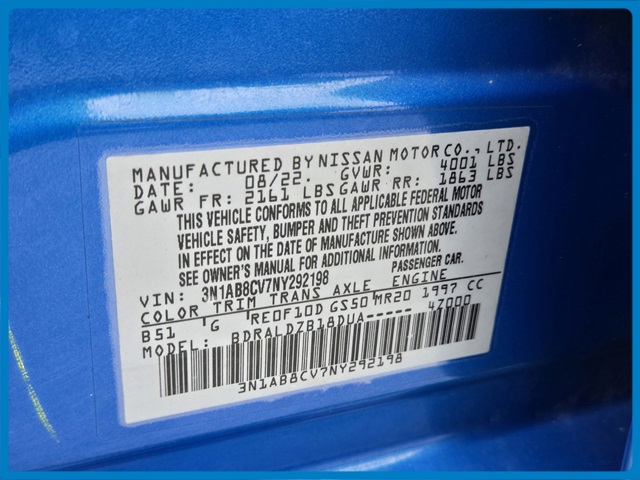 MANUFACTURED BY NISSAN MOTOR CO., LTD.
DATE: 08/22. GVWR: 4001 LBS
GAWR FR: 2161 LBS GAWR RR: 1863 LBS
THIS VEHICLE CONFORMS TO ALL APPLICABLE FEDERAL MOTOR
VEHICLE SAFETY, BUMPER AND THEFT PREVENTION STANDARDS
IN EFFECT ON THE DATE OF MANUFACTURE SHOWN ABOVE.
SEE OWNER'S MANUAL FOR ADDITIONAL INFORMATION.
VIN: 3N1AB8CV7NY292198 PASSENGER CAR.
COLOR TRIM TRANS AXLE ENGINE
B51 G RE0F10D GS50 MR20 1997 CC
MODEL: BDRALDZB18DUA----- 47000
3N1AB8CV7NY292198